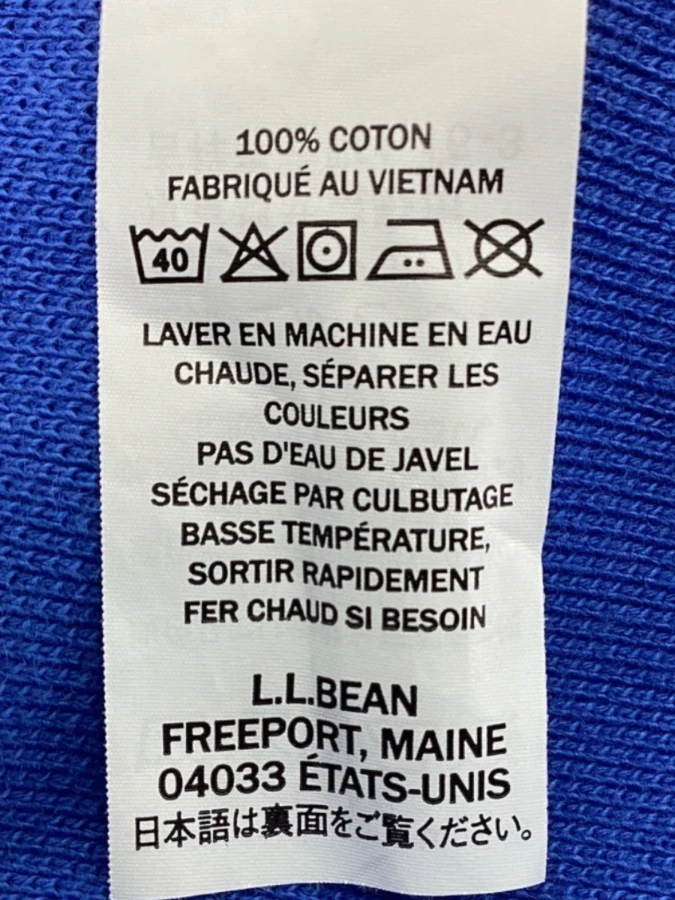 100% COTON
FABRIQUÉ AU VIETNAM
40
LAVER EN MACHINE EN EAU
CHAUDE, SÉPARER LES
COULEURS
PAS D'EAU DE JAVEL
SÉCHAGE PAR CULBUTAGE
BASSE TEMPÉRATURE,
SORTIR RAPIDEMENT
FER CHAUD SI BESOIN
L.L.BEAN
FREEPORT, MAINE
04033 ÉTATS-UNIS
日本語は裏面をご覧ください。